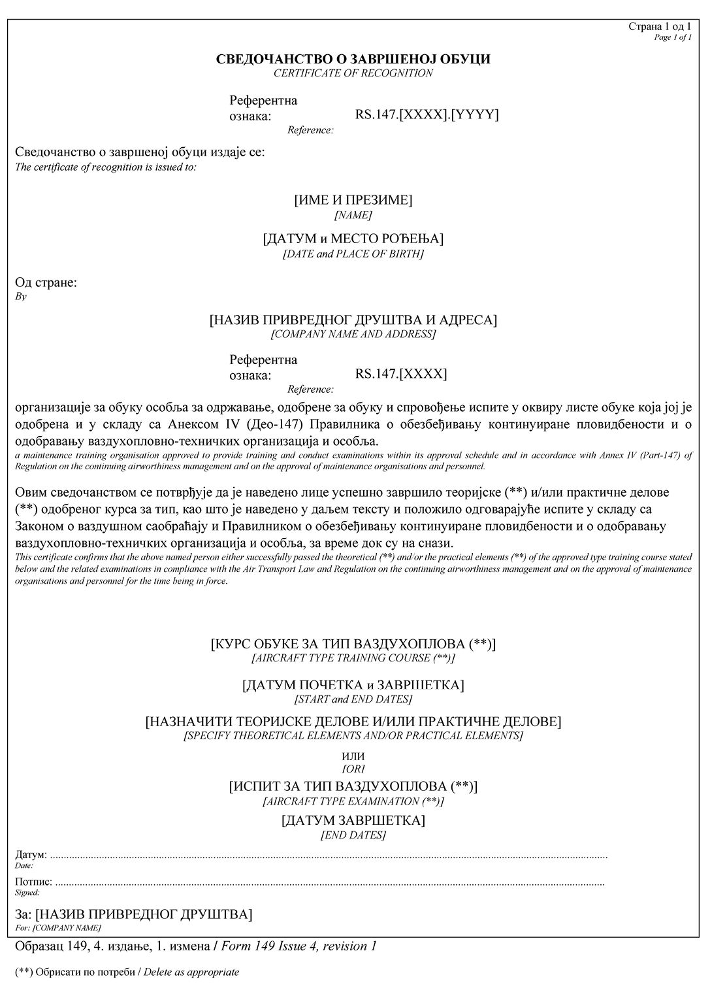 Страна 1 од 1
Page 1 of 1
СВЕДОЧАНСТВО О ЗАВРШЕНОЈ ОБУЦИ
CERTIFICATE OF RECOGNITION
Референтна
ознака:
RS.147.[XXXX].[YYYY]
Reference:
Сведочанство о завршеној обуци издаје се:
The certificate of recognition is issued to:
[ИМЕ И ПРЕЗИМЕ]
[NAME]
[ДАТУМ и МЕСТО РОЂЕЊА]
[DATE and PLACE OF BIRTH]
Од стране:
By
[НАЗИВ ПРИВРЕДНОГ ДРУШТВА И АДРЕСА]
[COMPANY NAME AND ADDRESS]
Референтна
ознака:
RS.147.[XXXX]
Reference:
организације за обуку особља за одржавање, одобрене за обуку и спровођење испите у оквиру листе обуке која јој је
одобрена и у складу са Анексом IV (Део-147) Правилника о обезбеђивању континуиране пловидбености и о
одобравању ваздухопловно-техничких организација и особља.
a maintenance training organisation approved to provide training and conduct examinations within its approval schedule and in accordance with Annex IV (Part-147) of
Regulation on the continuing airworthiness management and on the approval of maintenance organisations and personnel.
Овим сведочанством се потврђује да је наведено лице успешно завршило теоријске (**) и/или практичне делове
(**) одобреног курса за тип, као што је наведено у даљем тексту и положило одговарајуће испите у складу са
Законом о ваздушном саобраћају и Правилником о обезбеђивању континуиране пловидбености и о одобравању
ваздухопловно-техничких организација и особља, за време док су на снази.
This certificate confirms that the above named person either successfully passed the theoretical (**) and/or the practical elements (**) of the approved type training course stated
below and the related examinations in compliance with the Air Transport Law and Regulation on the continuing airworthiness management and on the approval of maintenance
organisations and personnel for the time being in force.
[КУРС ОБУКЕ ЗА ТИП ВАЗДУХОПЛОВА (**)]
[AIRCRAFT TYPE TRAINING COURSE (**)]
[ДАТУМ ПОЧЕТКА и ЗАВРШЕТКА]
[START and END DATES]
[НАЗНАЧИТИ ТЕОРИЈСКЕ ДЕЛОВЕ И/ИЛИ ПРАКТИЧНЕ ДЕЛОВЕ]
[SPECIFY THEORETICAL ELEMENTS AND/OR PRACTICAL ELEMENTS]
ИЛИ
[OR]
[ИСПИТ ЗА ТИП ВАЗДУХОПЛОВА (**)]
[AIRCRAFT TYPE EXAMINATION (**)]
[ДАТУМ ЗАВРШЕТКА]
[END DATES]
Датум: ....................................................................................................
Date:
Потпис: ....................................................................................................
Signed:
За: [НАЗИВ ПРИВРЕДНОГ ДРУШТВА]
For: [COMPANY NAME]
Образац 149, 4. издање, 1. измена / Form 149 Issue 4, revision 1
(**) Обрисати по потреби / Delete as appropriate